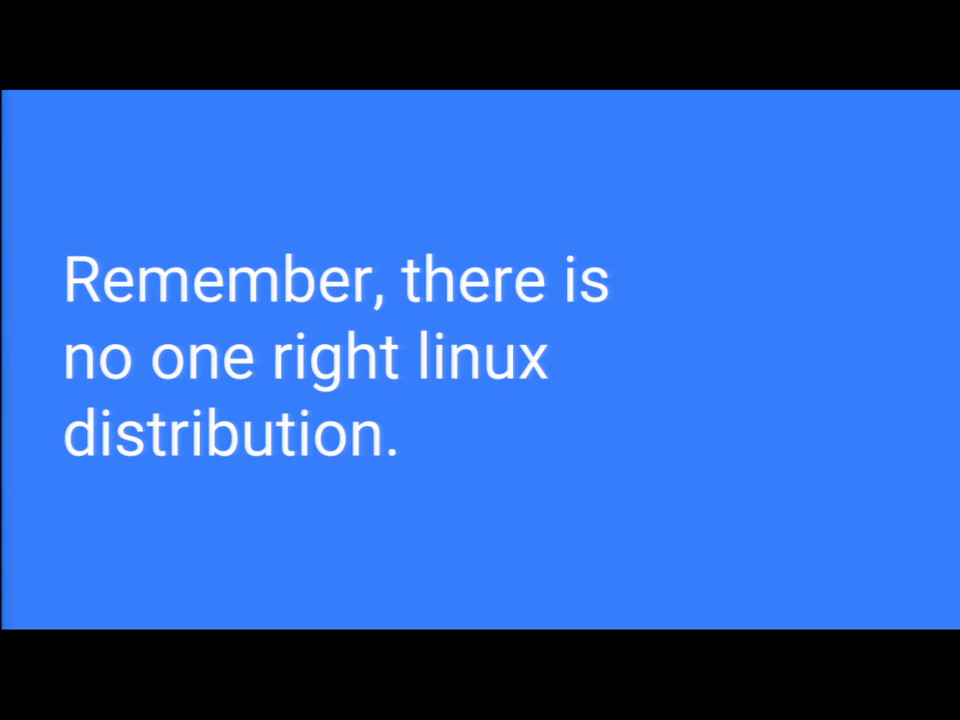 Remember, there is
no one right linux
distribution.